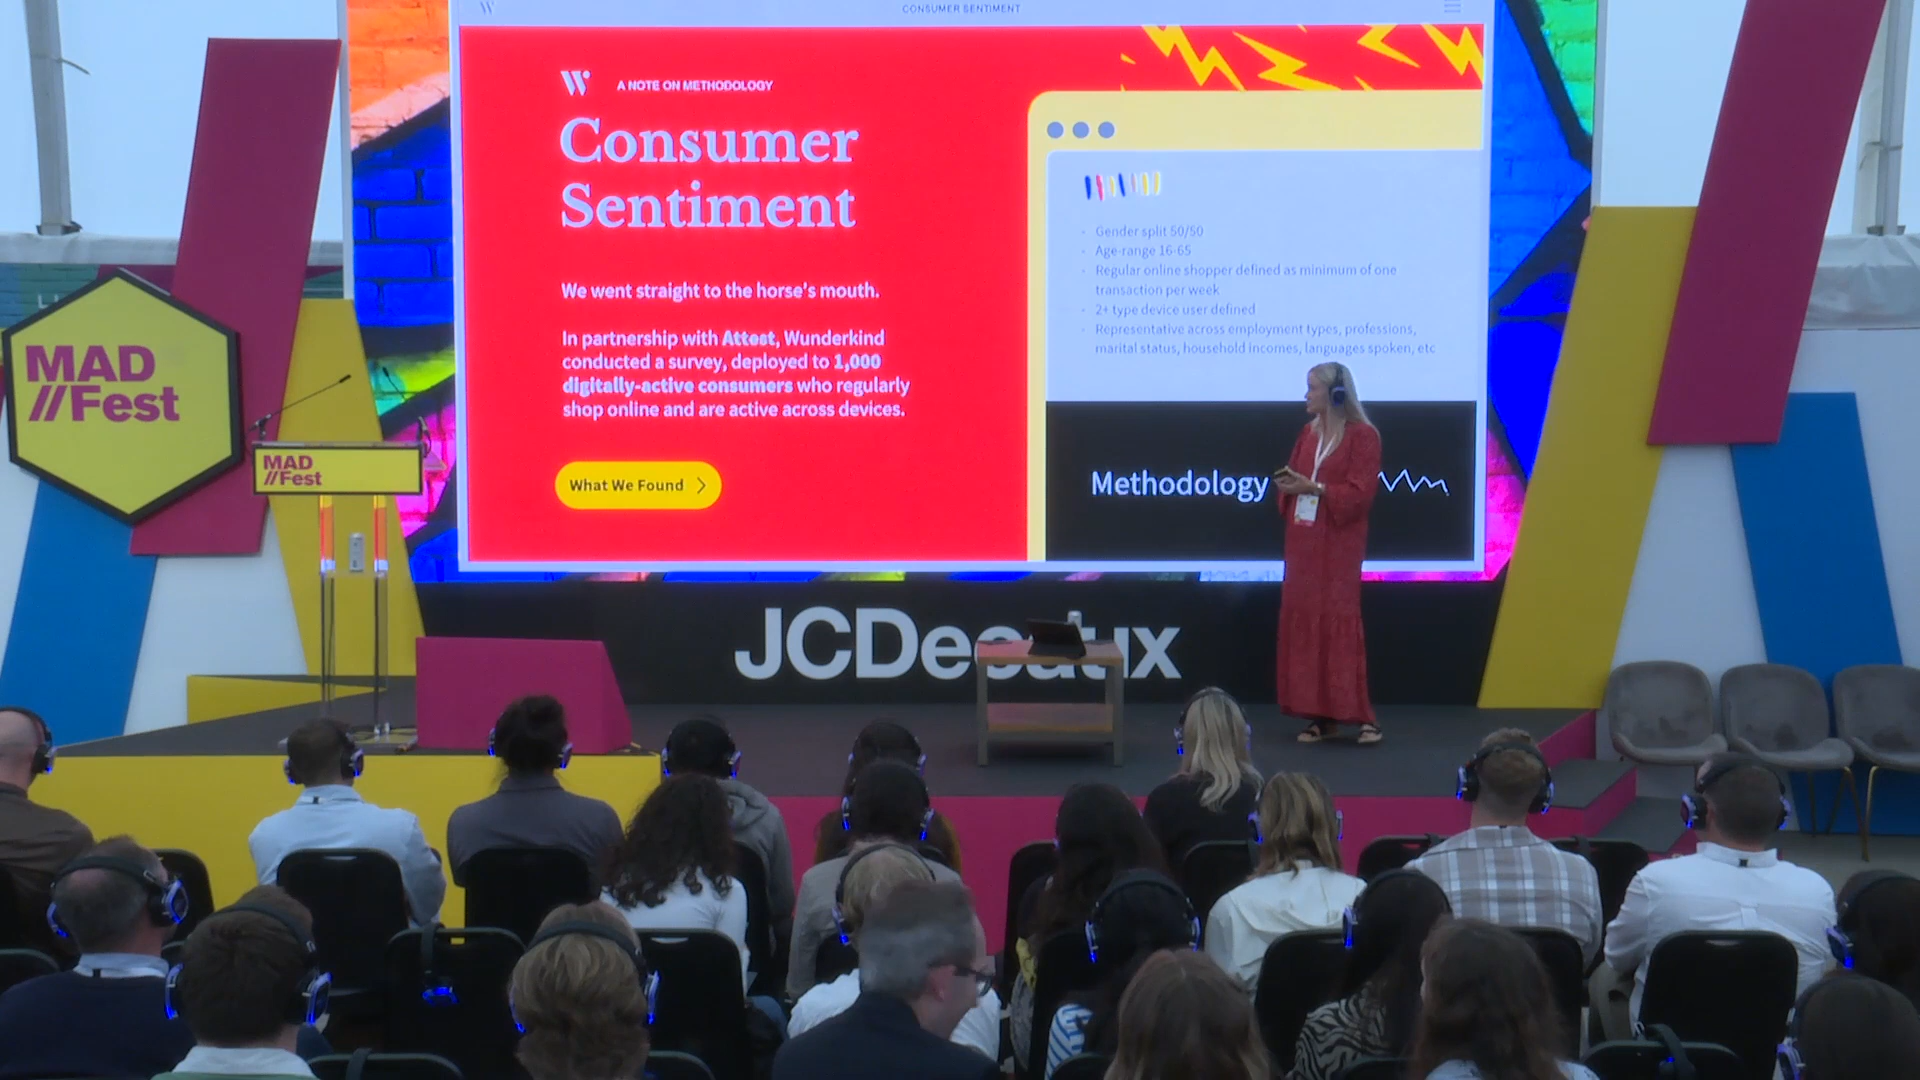 CONSUMER SENTIMENT
A NOTE ON METHODOLOGY
Consumer
Sentiment
We went straight to the horse's mouth.
In partnership with Attest, Wunderkind
conducted a survey, deployed to 1,000
digitally-active consumers who regularly
shop online and are active across devices.
What We Found
Gender split 50/50
Age-range 16-65
Regular online shopper defined as minimum of one
transaction per week
2+ type device user defined
Representative across employment types, professions,
marital status, household incomes, languages spoken, etc
Methodology
MAD
//Fest
MAD
//Fest
JCDecaux